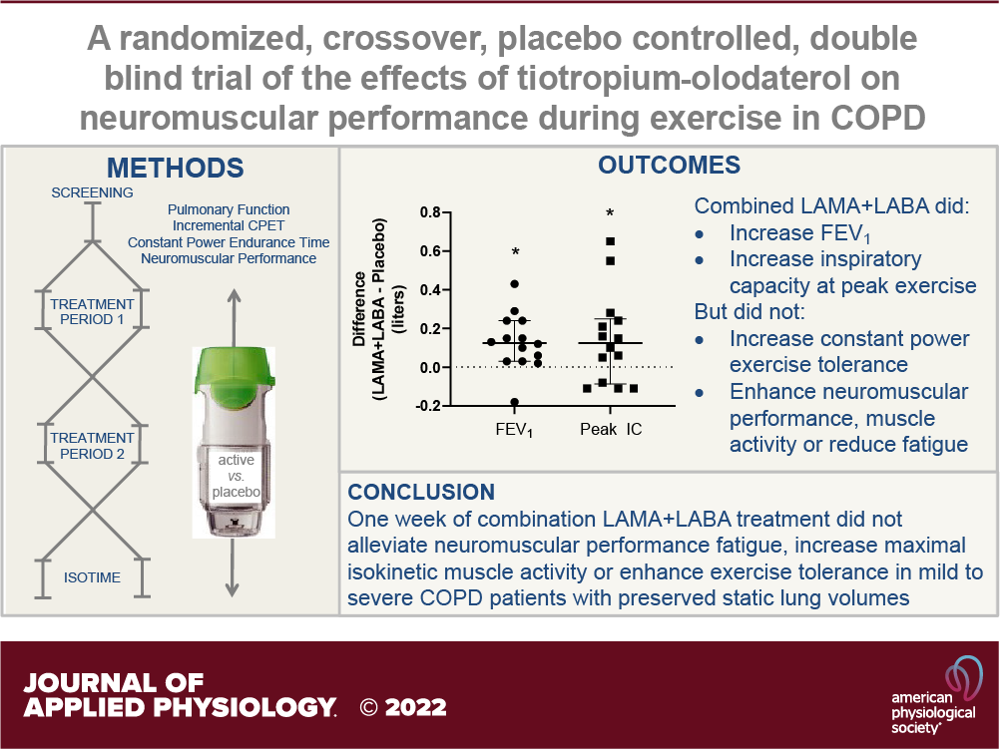 A randomized, crossover, placebo controlled, double
blind trial of the effects of tiotropium-olodaterol on
neuromuscular performance during exercise in COPD
METHODS
SCREENING
Pulmonary Function
Incremental CPET
Constant Power Endurance Time
Neuromuscular Performance
TREATMENT
PERIOD 1
TREATMENT
PERIOD 2
active
vs.
placebo
ISOTIME
OUTCOMES
Difference
(LAMA+LABA - Placebo)
(liters)
0.8
0.6
0.4
0.2
0.0
-0.2
* *
FEV₁ Peak IC
Combined LAMA+LABA did:
• Increase FEV₁
• Increase inspiratory
capacity at peak exercise
But did not:
• Increase constant power
exercise tolerance
• Enhance neuromuscular
performance, muscle
activity or reduce fatigue
CONCLUSION
One week of combination LAMA+LABA treatment did not
alleviate neuromuscular performance fatigue, increase maximal
isokinetic muscle activity or enhance exercise tolerance in mild to
severe COPD patients with preserved static lung volumes
JOURNAL OF
APPLIED PHYSIOLOGY. © 2022
american
physiological
society•